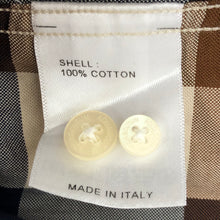 SHELL :
100% COTTON
MADE IN ITALY